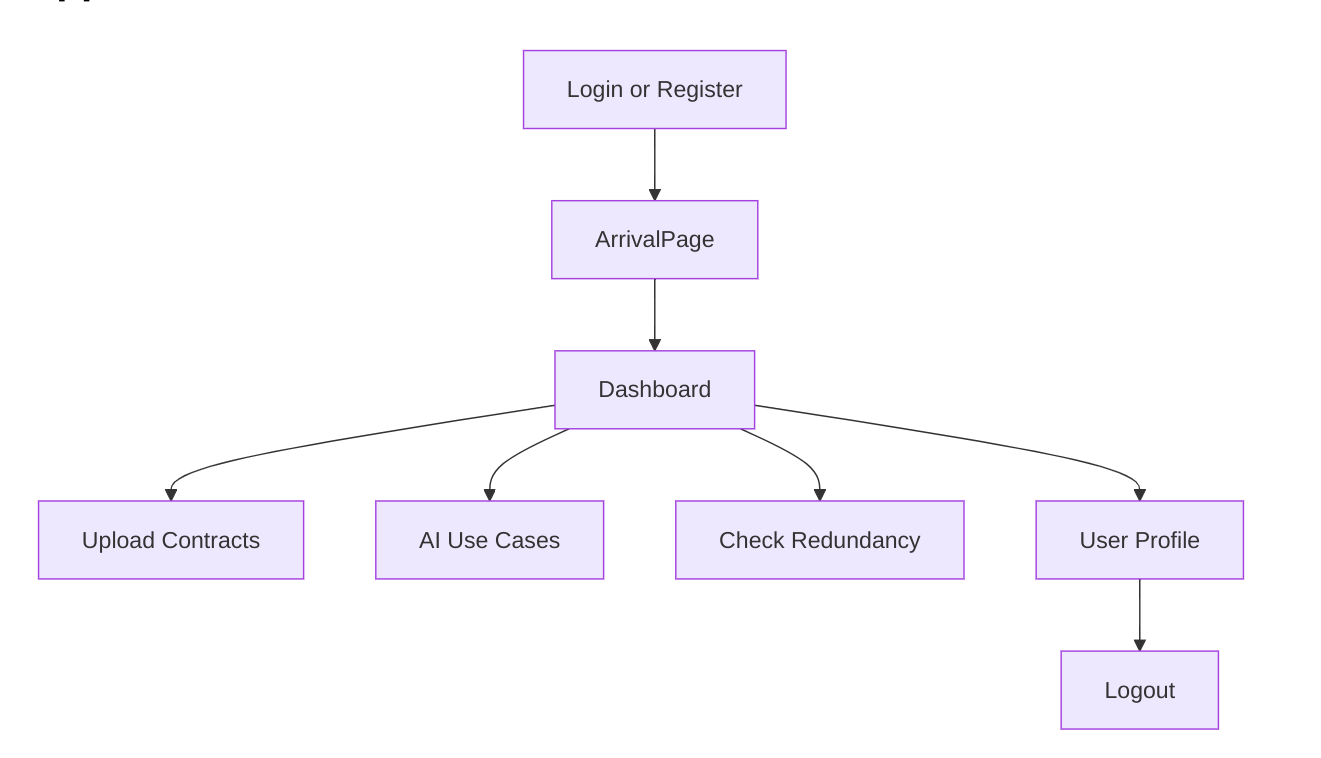 Login or Register
ArrivalPage
Dashboard
Upload Contracts
AI Use Cases
Check Redundancy
User Profile
Logout